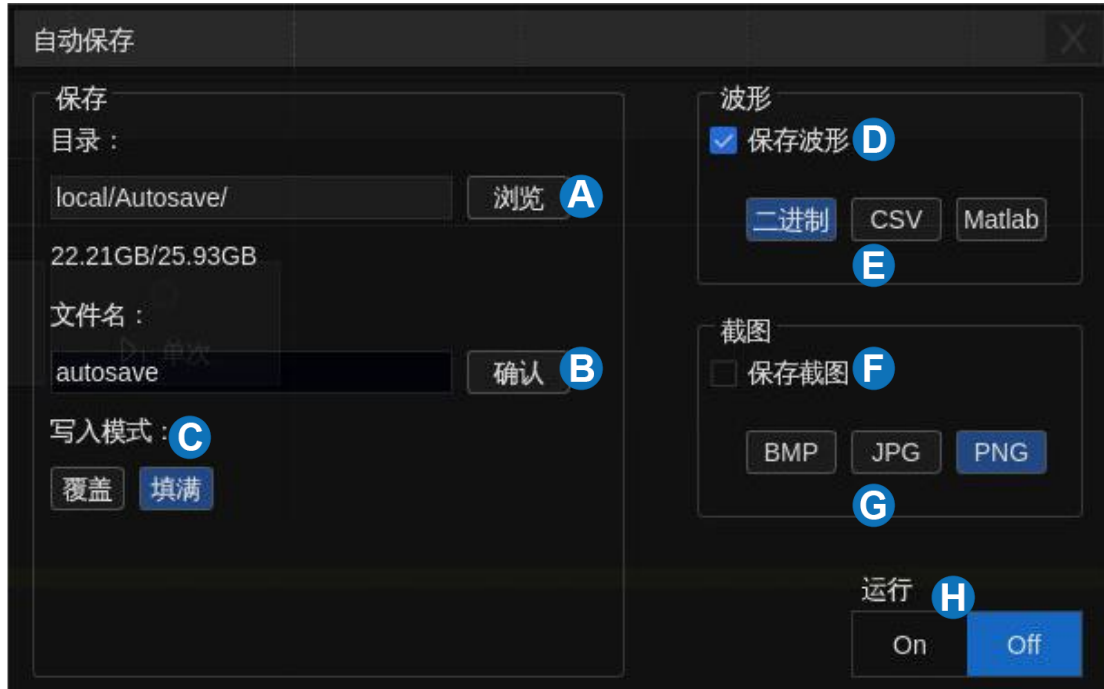 自动保存
X
保存
目录：
local/Autosave/
浏览 A
22.21GB/25.93GB
文件名：
单次
autosave
确认 B
写入模式： C
覆盖 填满
波形
保存波形 D
二进制 CSV Matlab
E
截图
保存截图 F
BMP JPG PNG
G
运行 H
On Off